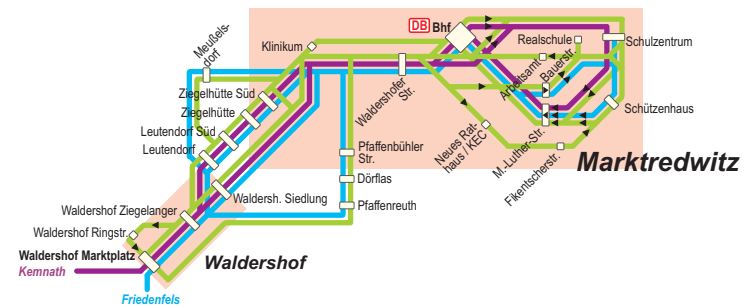 Meußels-
dorf
Klinikum
DB Bhf
Realschule
Schulzentrum
Arbeitsamt
Bauerstr.
Ziegelhütte Süd
Ziegelhütte
Waldershofer
Str.
Schützenhaus
Leutendorf Süd
Leutendorf
Pfaffenbühler
Str.
Neues Rat-
haus / KEC
M.-Luther-Str.
Fikentscherstr.
Marktredwitz
Dörflas
Waldersh. Siedlung
Pfaffenreuth
Waldershof Ziegelanger
Waldershof Ringstr.
Waldershof Marktplatz
Waldershof
Kemnath
Friedenfels